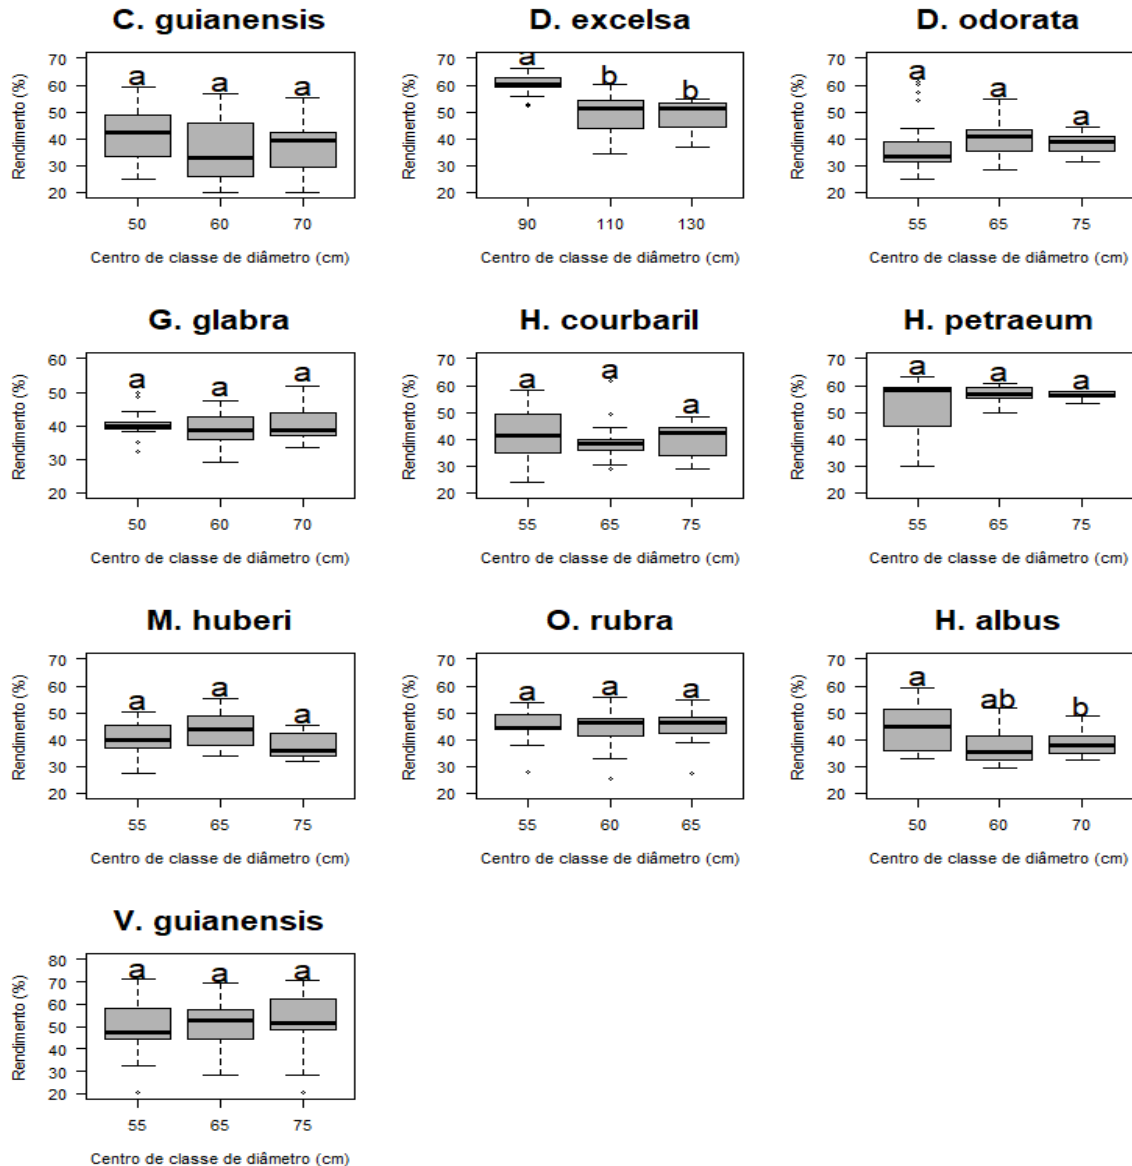 C. guianensis
Rendimento (%)
70
60
50
40
30
20
a a a
50 60 70
Centro de classe de diâmetro (cm)
D. excelsa
Rendimento (%)
70
60
50
40
30
20
a b b
90 110 130
Centro de classe de diâmetro (cm)
D. odorata
Rendimento (%)
70
60
50
40
30
20
a a a
55 65 75
Centro de classe de diâmetro (cm)
G. glabra
Rendimento (%)
60
50
40
30
20
a a a
50 60 70
Centro de classe de diâmetro (cm)
H. courbaril
Rendimento (%)
70
60
50
40
30
20
a a a
55 65 75
Centro de classe de diâmetro (cm)
H. petraeum
Rendimento (%)
70
60
50
40
30
20
a a a
55 65 75
Centro de classe de diâmetro (cm)
M. huberi
Rendimento (%)
70
60
50
40
30
20
a a a
55 65 75
Centro de classe de diâmetro (cm)
O. rubra
Rendimento (%)
70
60
50
40
30
20
a a a
55 60 65
Centro de classe de diâmetro (cm)
H. albus
Rendimento (%)
70
60
50
40
30
20
a ab b
50 60 70
Centro de classe de diâmetro (cm)
V. guianensis
Rendimento (%)
80
70
60
50
40
30
20
a a a
55 65 75
Centro de classe de diâmetro (cm)